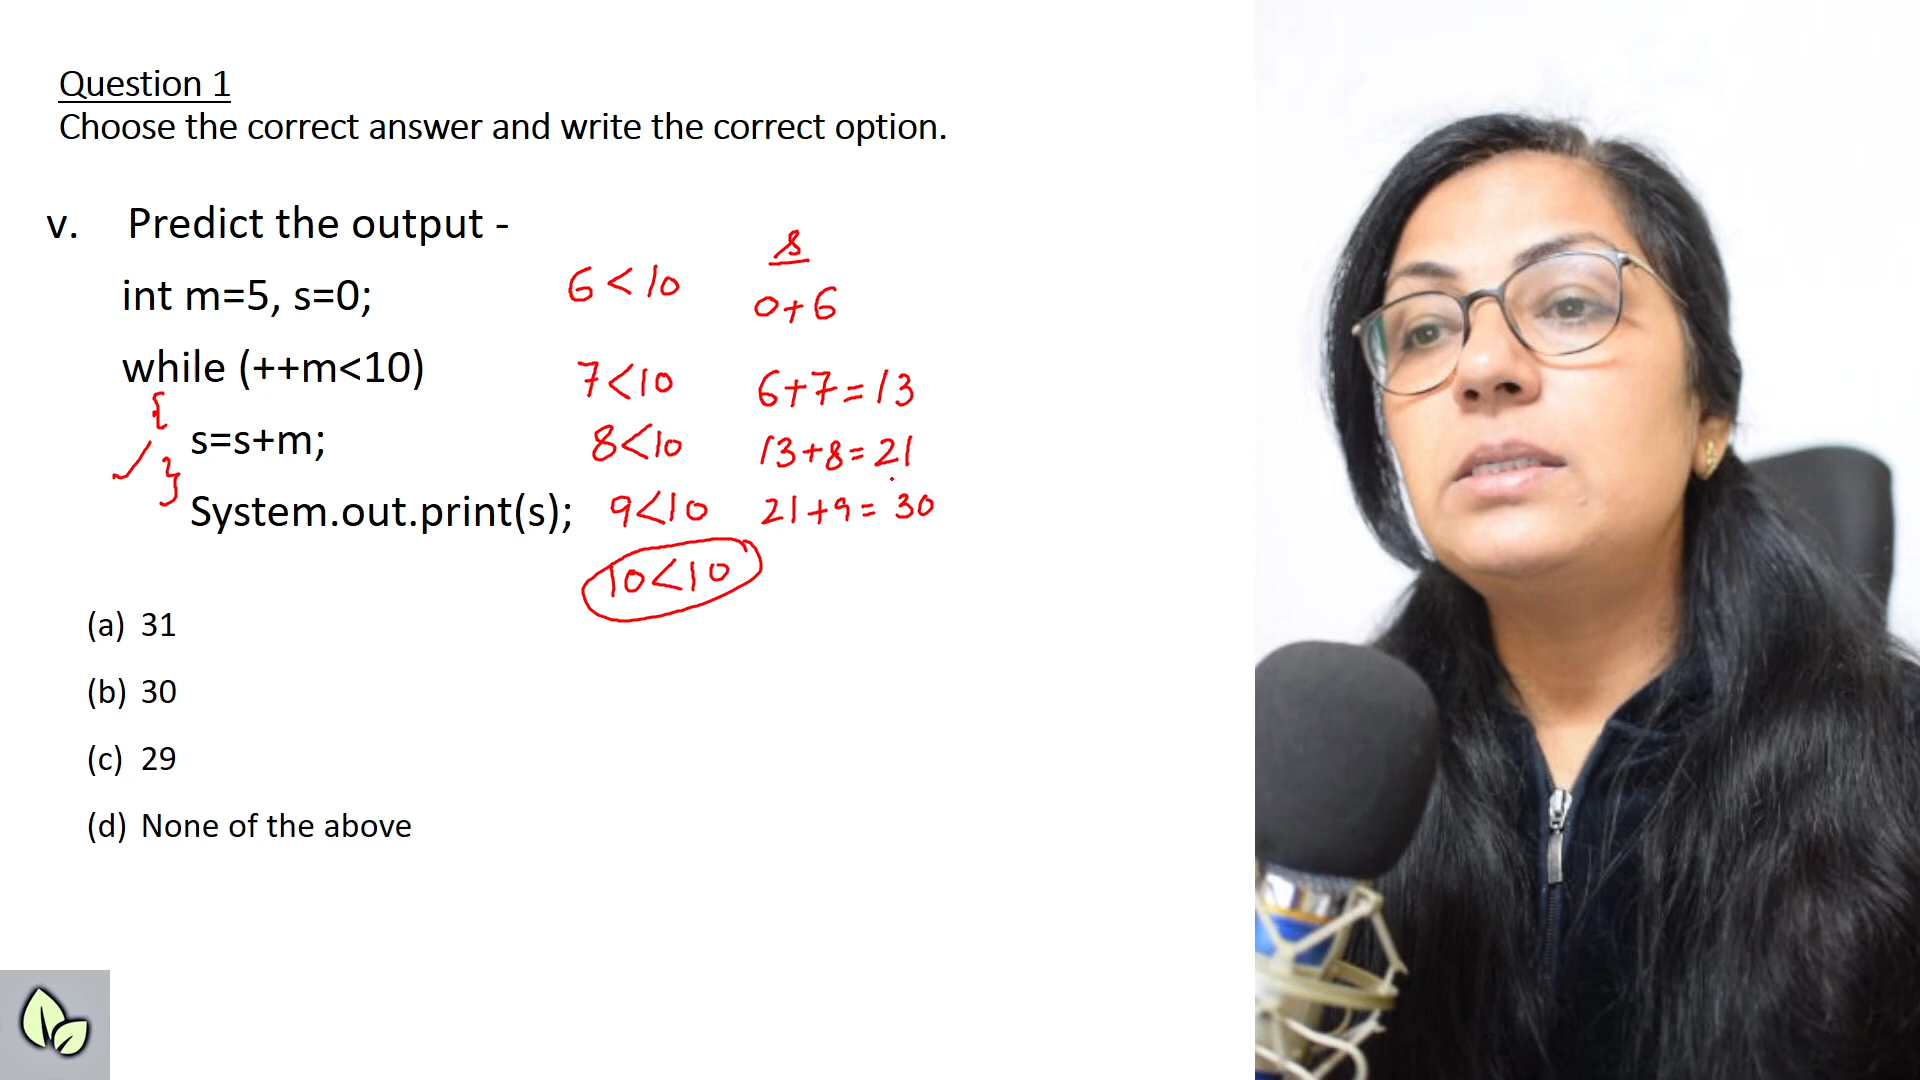 Question 1
Choose the correct answer and write the correct option.
v. Predict the output -
s
int m=5, s=0;
6 < 10
0+6
while (++m<10)
7<10
6+7=13
{
s=s+m;
8<10
13+8=21
}
System.out.print(s);
9<10
21+9= 30
10<10
(a) 31
(b) 30
(c) 29
(d) None of the above